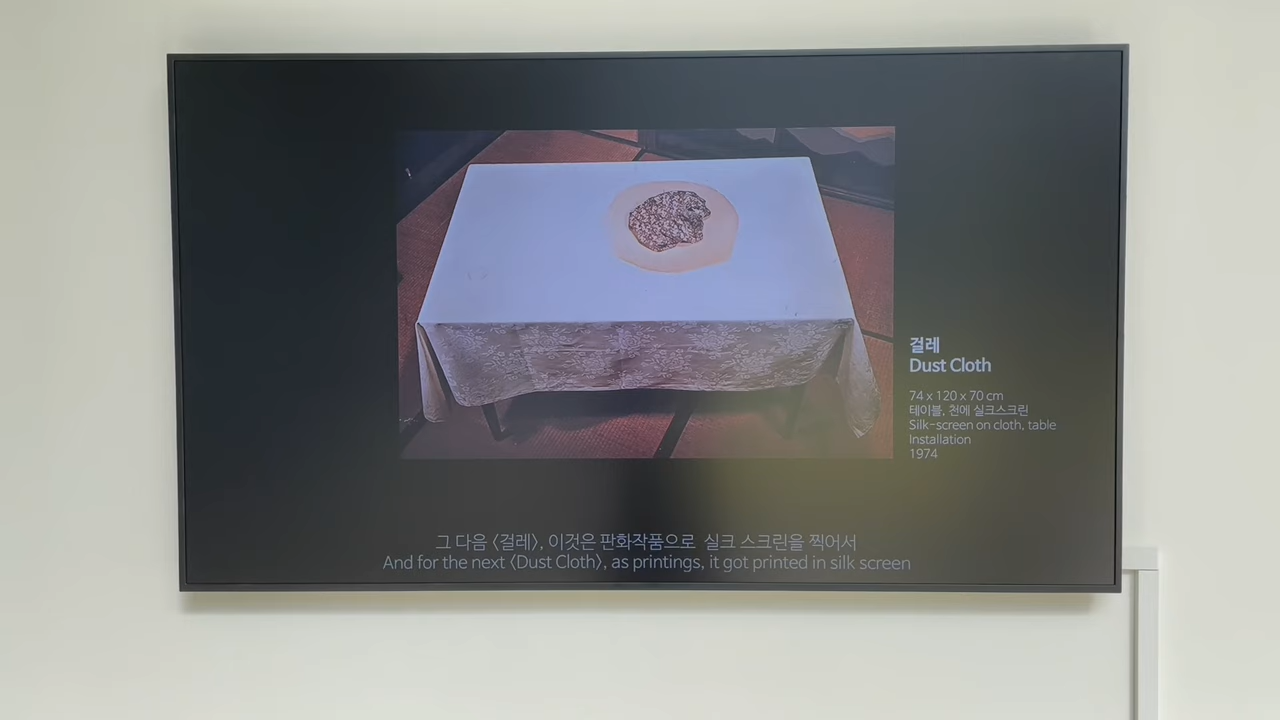 걸레
Dust Cloth
74 x 120 x 70 cm
테이블, 천에 실크스크린
Silk-screen on cloth, table
Installation
1974
그 다음 〈걸레〉, 이것은 판화작품으로 실크 스크린을 찍어서
And for the next 〈Dust Cloth〉, as printings, it got printed in silk screen